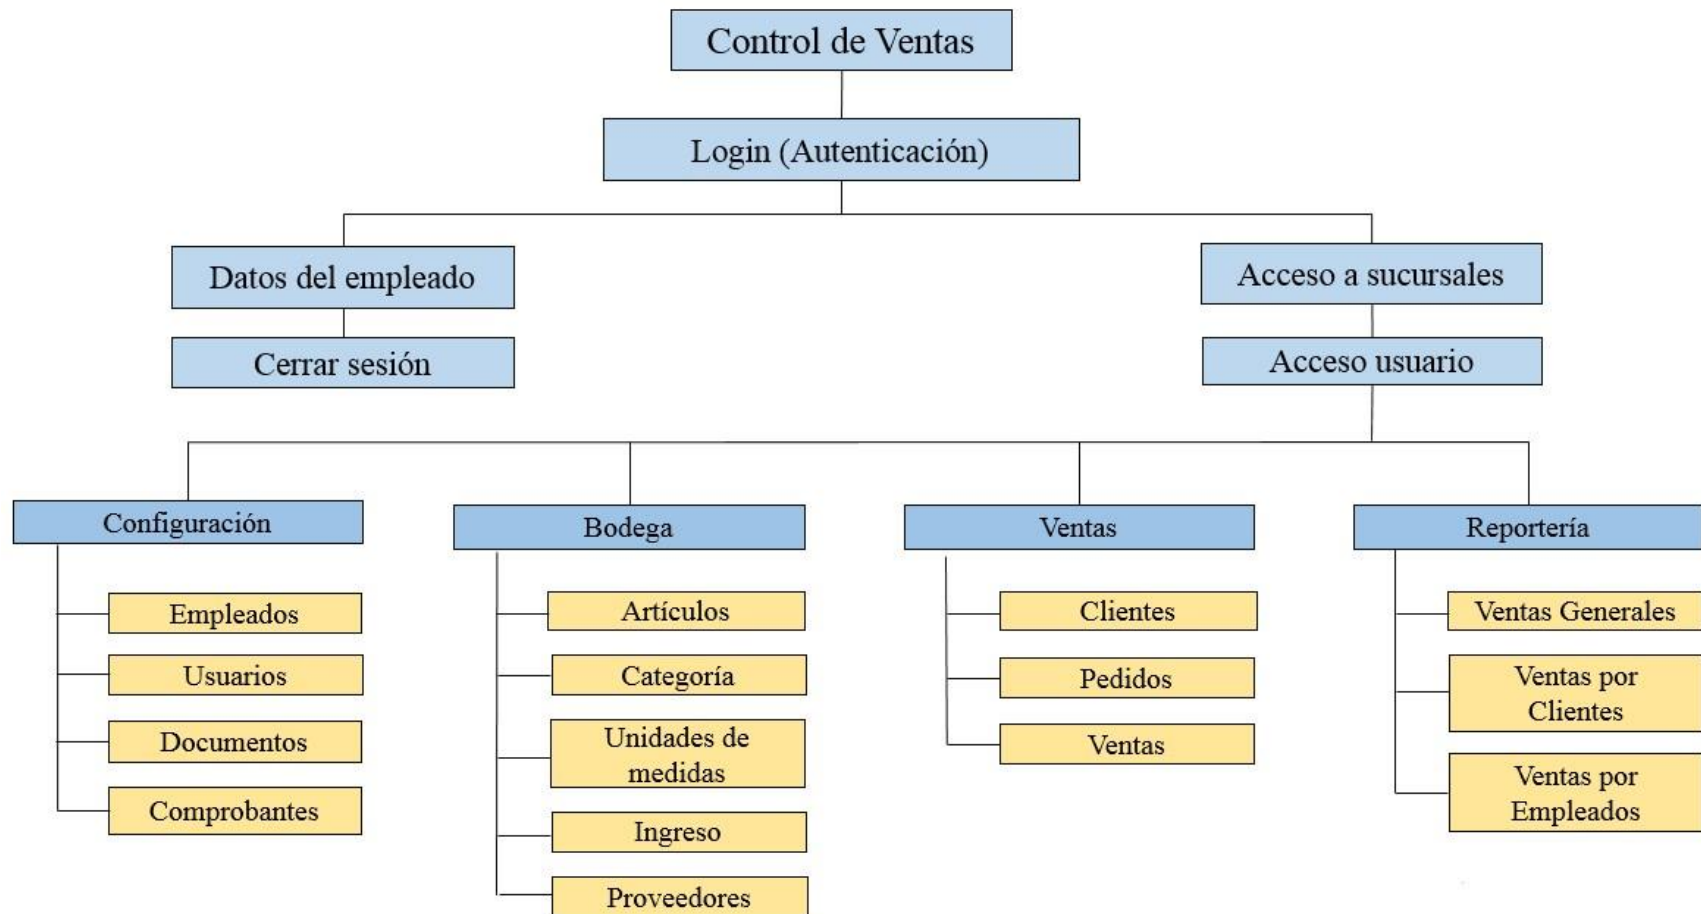 Control de Ventas
Login (Autenticación)
Datos del empleado
Acceso a sucursales
Cerrar sesión
Acceso usuario
Configuración
Bodega
Ventas
Reportería
Empleados
Usuarios
Documentos
Comprobantes
Artículos
Categoría
Unidades de
medidas
Ingreso
Proveedores
Clientes
Pedidos
Ventas
Ventas Generales
Ventas por
Clientes
Ventas por
Empleados